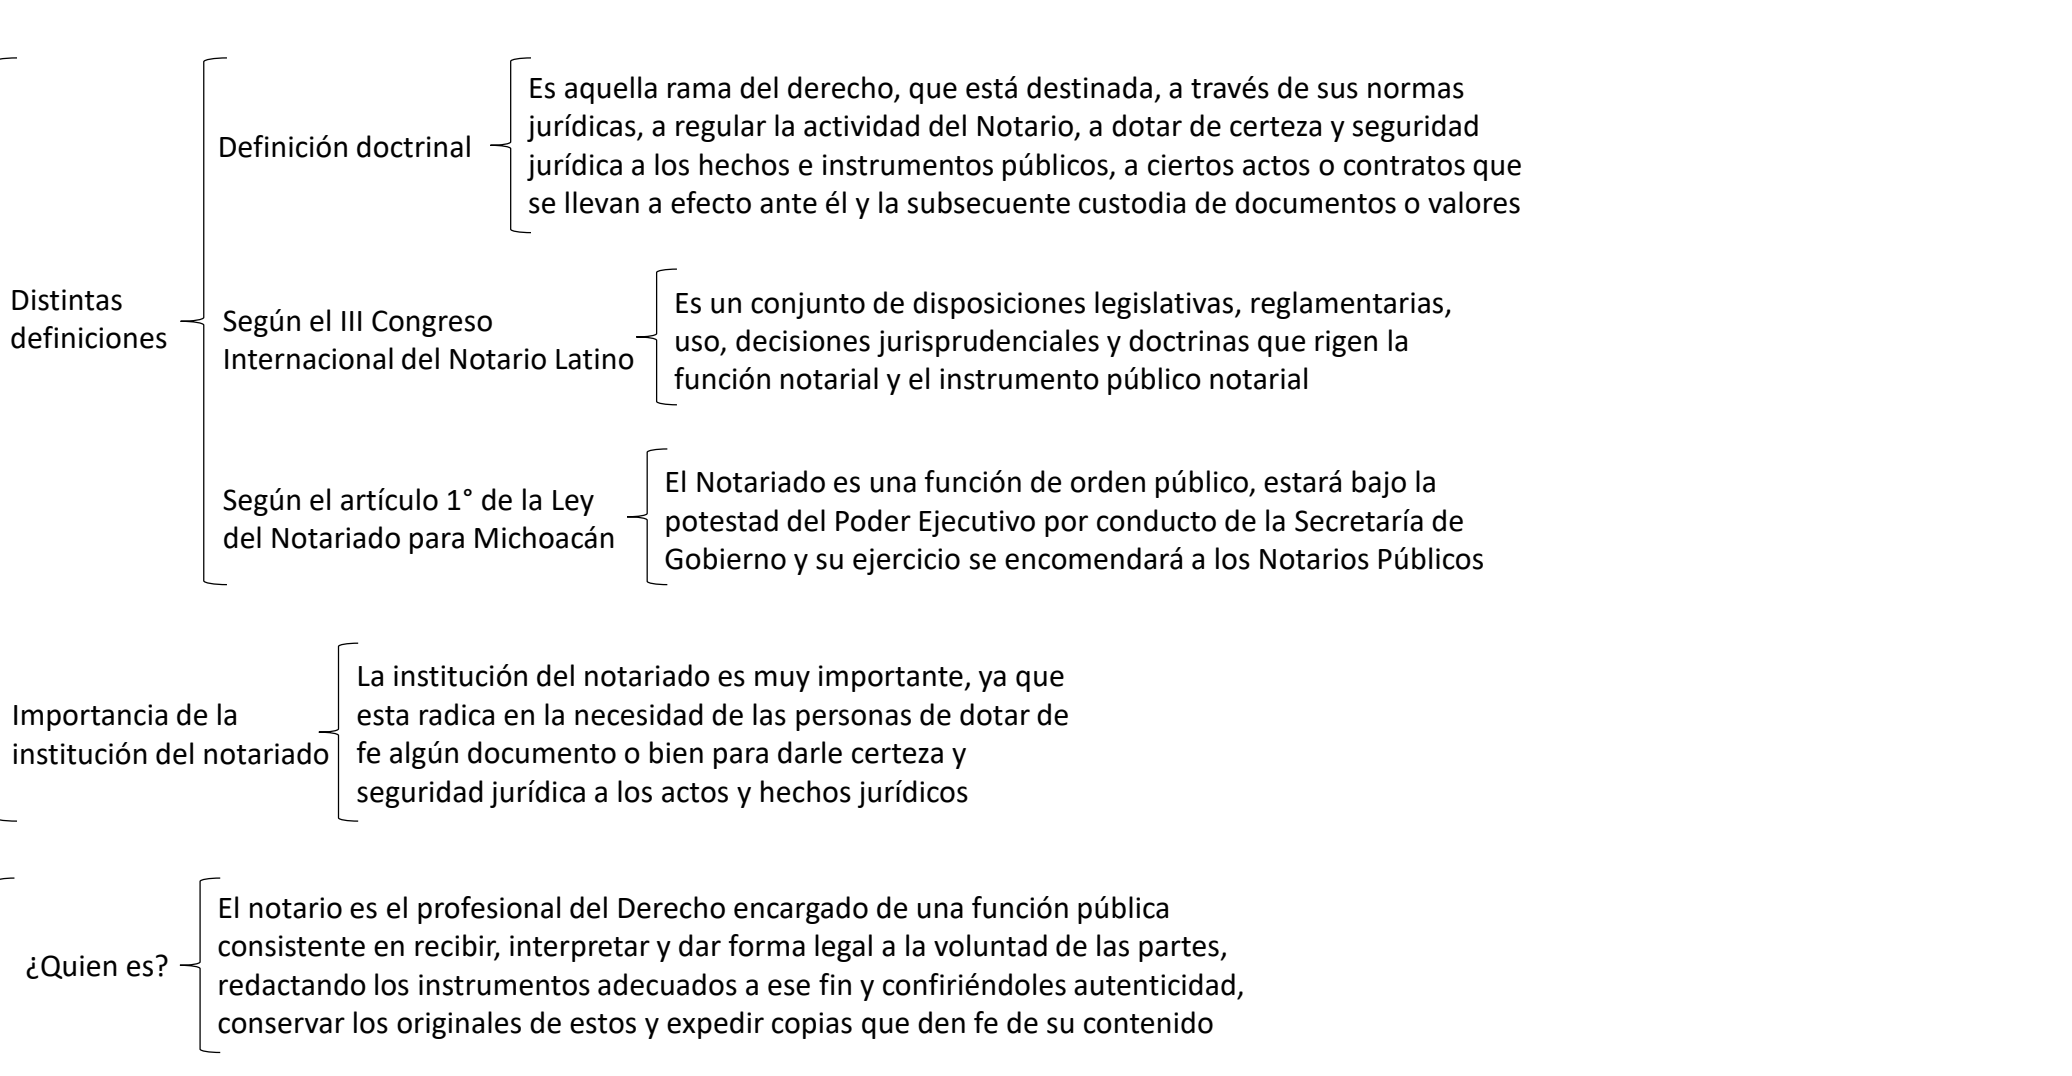 Definición doctrinal
Es aquella rama del derecho, que está destinada, a través de sus normas
jurídicas, a regular la actividad del Notario, a dotar de certeza y seguridad
jurídica a los hechos e instrumentos públicos, a ciertos actos o contratos que
se llevan a efecto ante él y la subsecuente custodia de documentos o valores
Distintas
definiciones
Según el III Congreso
Internacional del Notario Latino
Es un conjunto de disposiciones legislativas, reglamentarias,
uso, decisiones jurisprudenciales y doctrinas que rigen la
función notarial y el instrumento público notarial
Según el artículo 1° de la Ley
del Notariado para Michoacán
El Notariado es una función de orden público, estará bajo la
potestad del Poder Ejecutivo por conducto de la Secretaría de
Gobierno y su ejercicio se encomendará a los Notarios Públicos
Importancia de la
institución del notariado
La institución del notariado es muy importante, ya que
esta radica en la necesidad de las personas de dotar de
fe algún documento o bien para darle certeza y
seguridad jurídica a los actos y hechos jurídicos
¿Quien es?
El notario es el profesional del Derecho encargado de una función pública
consistente en recibir, interpretar y dar forma legal a la voluntad de las partes,
redactando los instrumentos adecuados a ese fin y confiriéndoles autenticidad,
conservar los originales de estos y expedir copias que den fe de su contenido